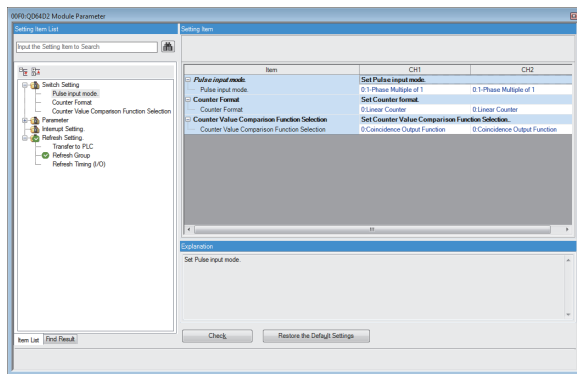 00F0:QD64D2 Module Parameter
Setting Item List
Setting Item
Input the Setting Item to Search
Switch Setting
Pulse input mode.
Counter Format
Counter Value Comparison Function Selection
Parameter
Interrupt Setting.
Refresh Setting.
Transfer to PLC
Refresh Group
Refresh Timing (I/O)
Item CH1 CH2
Pulse input mode. Set Pulse input mode.
Pulse input mode. 0:1-Phase Multiple of 1 0:1-Phase Multiple of 1
Counter Format Set Counter format.
Counter Format 0:Linear Counter 0:Linear Counter
Counter Value Comparison Function Selection Set Counter Value Comparison Function Selection..
Counter Value Comparison Function Selection 0:Coincidence Output Function 0:Coincidence Output Function
Explanation
Set Pulse input mode.
Item List Find Result
Check Restore the Default Settings